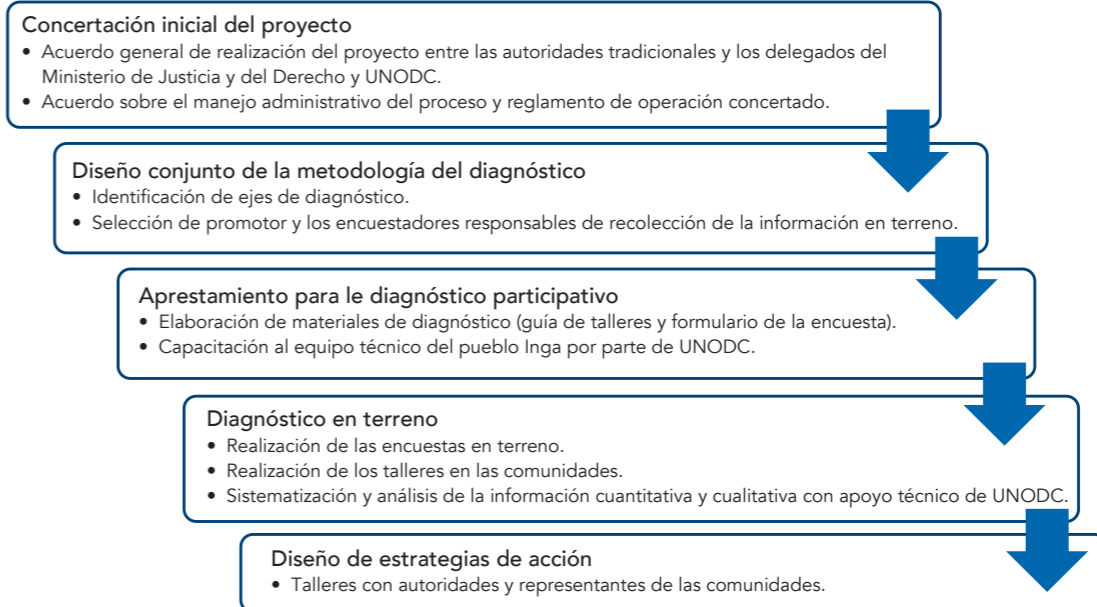 Concertación inicial del proyecto
• Acuerdo general de realización del proyecto entre las autoridades tradicionales y los delegados del
Ministerio de Justicia y del Derecho y UNODC.
• Acuerdo sobre el manejo administrativo del proceso y reglamento de operación concertado.
Diseño conjunto de la metodología del diagnóstico
• Identificación de ejes de diagnóstico.
• Selección de promotor y los encuestadores responsables de recolección de la información en terreno.
Aprestamiento para le diagnóstico participativo
• Elaboración de materiales de diagnóstico (guía de talleres y formulario de la encuesta).
• Capacitación al equipo técnico del pueblo Inga por parte de UNODC.
Diagnóstico en terreno
• Realización de las encuestas en terreno.
• Realización de los talleres en las comunidades.
• Sistematización y análisis de la información cuantitativa y cualitativa con apoyo técnico de UNODC.
Diseño de estrategias de acción
• Talleres con autoridades y representantes de las comunidades.